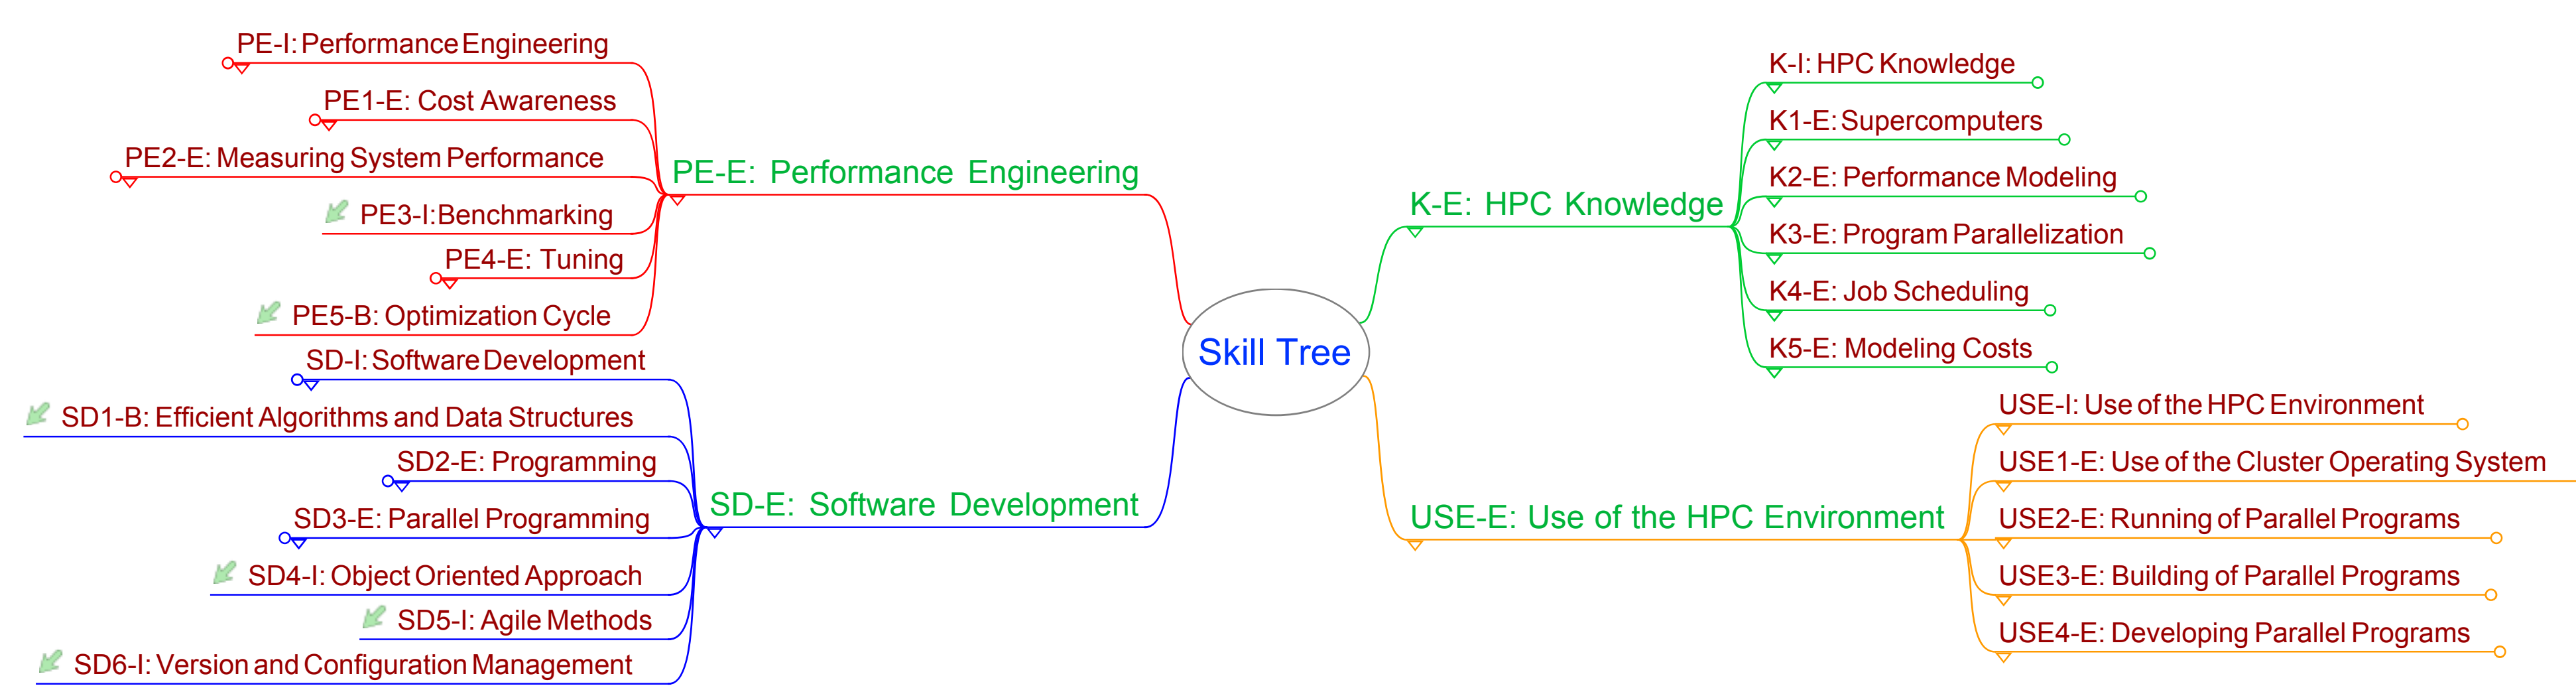 PE-I: Performance Engineering
PE1-E: Cost Awareness
PE2-E: Measuring System Performance
PE3-I: Benchmarking
PE4-E: Tuning
PE5-B: Optimization Cycle
PE-E: Performance Engineering
SD-I: Software Development
SD1-B: Efficient Algorithms and Data Structures
SD2-E: Programming
SD3-E: Parallel Programming
SD4-I: Object Oriented Approach
SD5-I: Agile Methods
SD6-I: Version and Configuration Management
SD-E: Software Development
Skill Tree
K-E: HPC Knowledge
K-I: HPC Knowledge
K1-E: Supercomputers
K2-E: Performance Modeling
K3-E: Program Parallelization
K4-E: Job Scheduling
K5-E: Modeling Costs
USE-E: Use of the HPC Environment
USE-I: Use of the HPC Environment
USE1-E: Use of the Cluster Operating System
USE2-E: Running of Parallel Programs
USE3-E: Building of Parallel Programs
USE4-E: Developing Parallel Programs